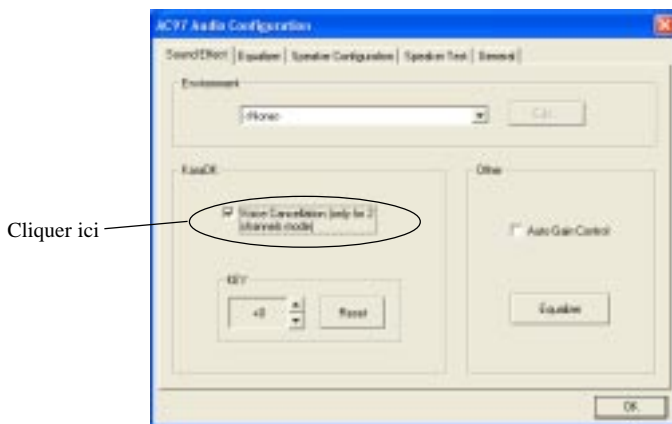 AC97 Audio Configuration
Sound Effect | Equalizer | Speaker Configuration | Speaker Test | General
Environment
<None>
Edit...
KaraOK
Other
Voice Cancellation (only for 2
channels mode)
Cliquer ici
Auto Gain Control
KEY
+0
Reset
Equalizer
OK